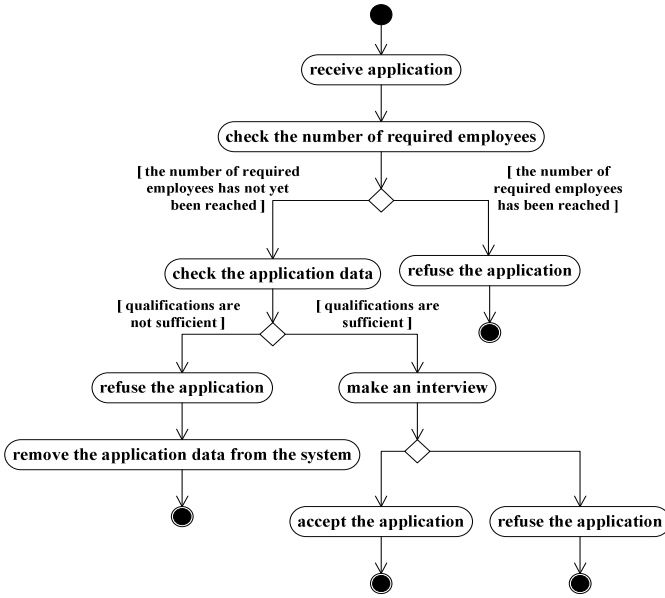 receive application
check the number of required employees
[ the number of required
employees has not yet
been reached ]
[ the number of
required employees
has been reached ]
check the application data
refuse the application
[ qualifications are
not sufficient ]
[ qualifications are
sufficient ]
refuse the application
make an interview
remove the application data from the system
accept the application
refuse the application